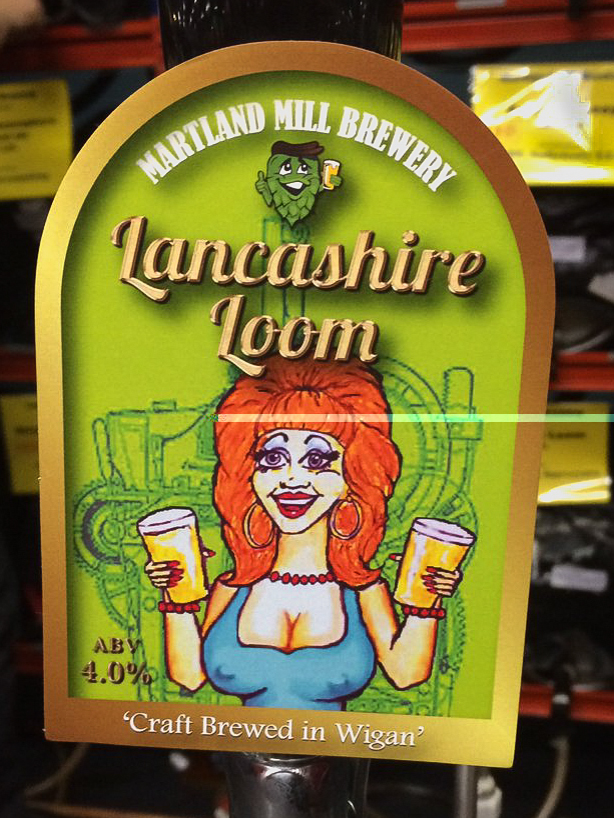 MARTLAND MILL BREWERY
Lancashire
Loom
ABV
4.0%
'Craft Brewed in Wigan'